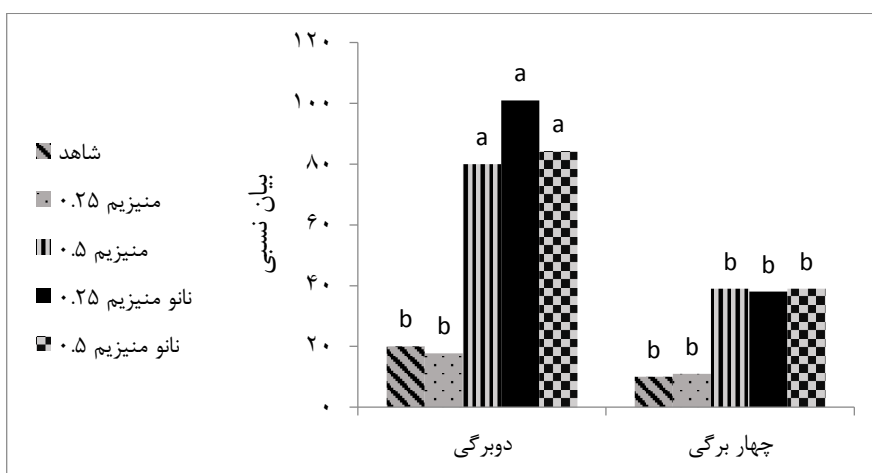 ۱۲۰
۱۰۰
۸۰
۶۰
۴۰
۲۰
۰
بیان نسبی
b
b
a
a
a
b
b
b
b
b
دوبرگی
چهار برگی
شاهد
منیزیم ۰.۲۵
منیزیم ۰.۵
نانو منیزیم ۰.۲۵
نانو منیزیم ۰.۵